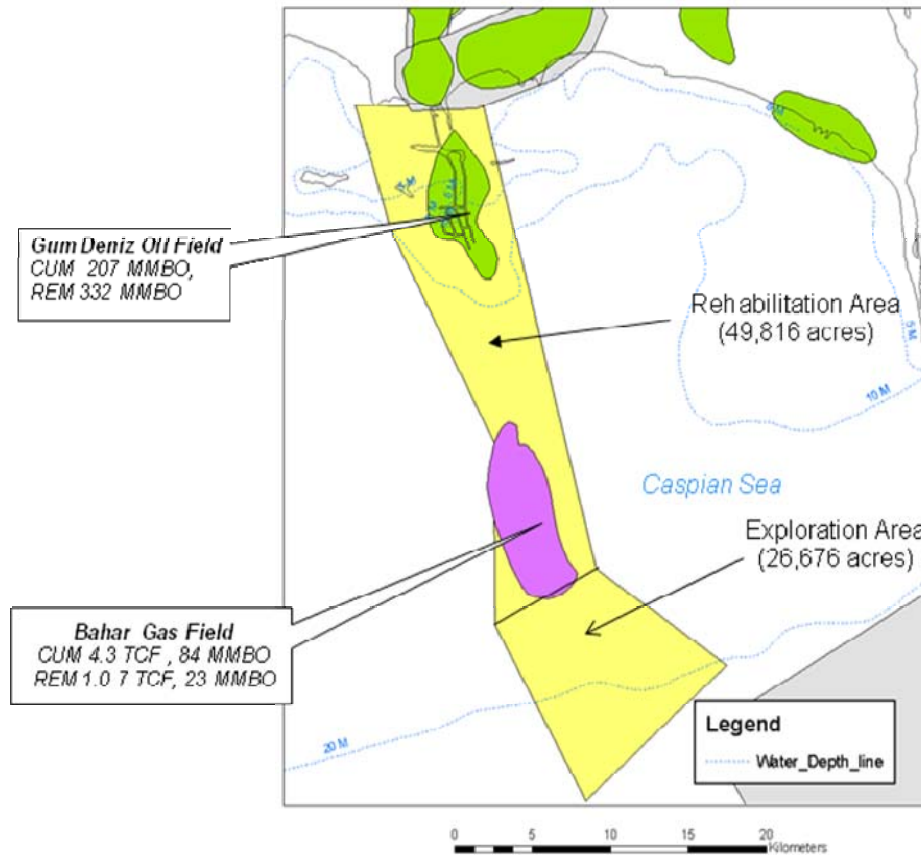 Gum Deniz Oil Field
CUM 207 MMBO,
REM 332 MMBO
Rehabilitation Area
(49,816 acres)
5 M
10 M
Caspian Sea
Exploration Area
(26,676 acres)
Bahar Gas Field
CUM 4.3 TCF , 84 MMBO
REM 1.0 7 TCF, 23 MMBO
20 M
Legend
Water_Depth_line
0 5 10 15 20
Kilometers